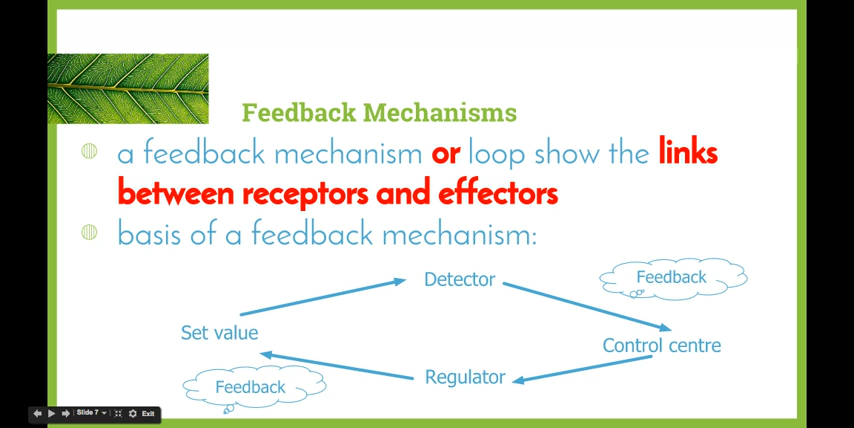 Feedback Mechanisms
a feedback mechanism or loop show the links
between receptors and effectors
basis of a feedback mechanism:
Detector
Feedback
Set value
Control centre
Regulator
Feedback
Slide 7
Exit